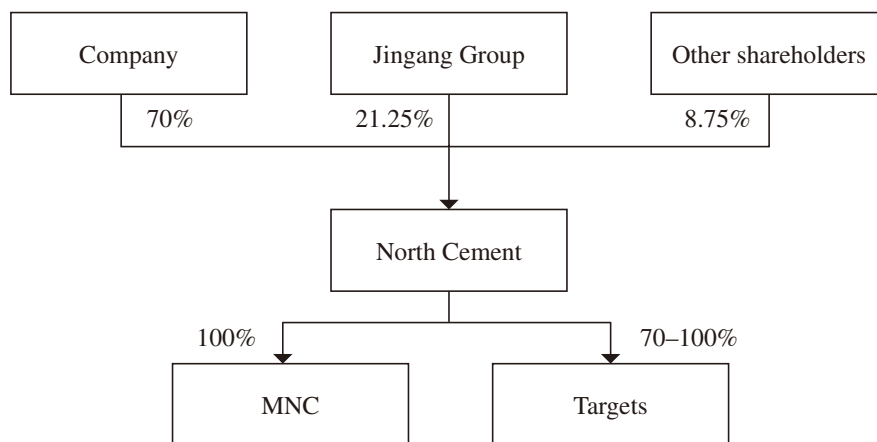 Company
Jingang Group
Other shareholders
70%
21.25%
8.75%
North Cement
100%
70–100%
MNC
Targets